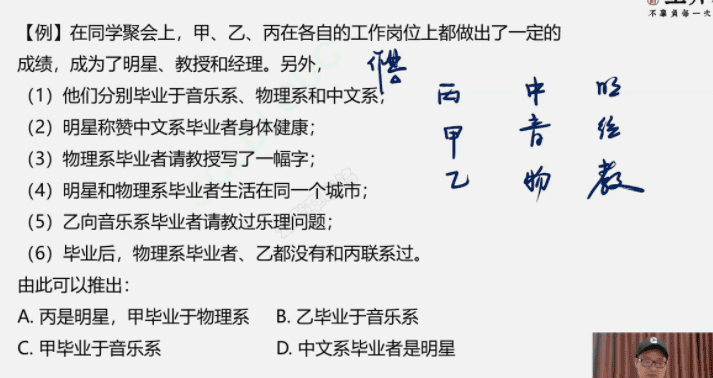 不辜负每一次
【例】在同学聚会上，甲、乙、丙在各自的工作岗位上都做出了一定的
成绩，成为了明星、教授和经理。另外，
（1）他们分别毕业于音乐系、物理系和中文系；
丙 中 明
（2）明星称赞中文系毕业者身体健康；
甲 音 经
（3）物理系毕业者请教授写了一幅字；
乙 物 教
（4）明星和物理系毕业者生活在同一个城市；
（5）乙向音乐系毕业者请教过乐理问题；
（6）毕业后，物理系毕业者、乙都没有和丙联系过。
由此可以推出：
A. 丙是明星，甲毕业于物理系 B. 乙毕业于音乐系
C. 甲毕业于音乐系 D. 中文系毕业者是明星